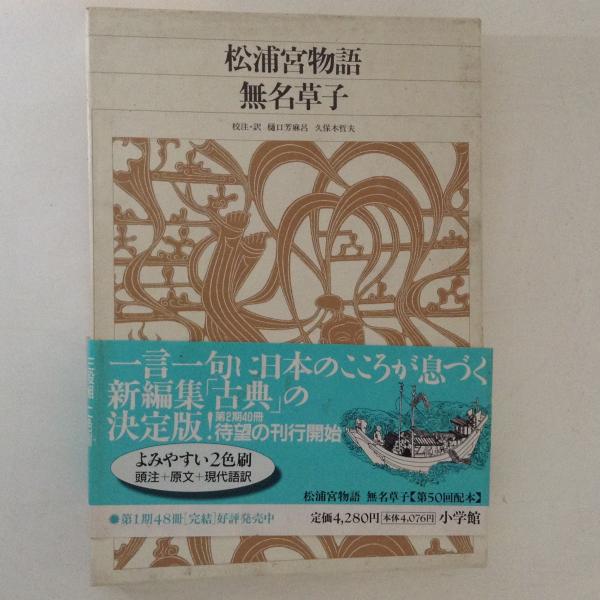 松浦宮物語
無名草子
校注・訳 樋口芳麻呂 久保木哲夫
一言一句に日本のこころが息づく
新編集「古典」の
決定版!第2期40冊
待望の刊行開始
よみやすい2色刷
頭注+原文+現代語訳
松浦宮物語 無名草子【第50回配本】
●第1期48冊[完結]好評発売中
定価4,280円 本体4,076円 小学館